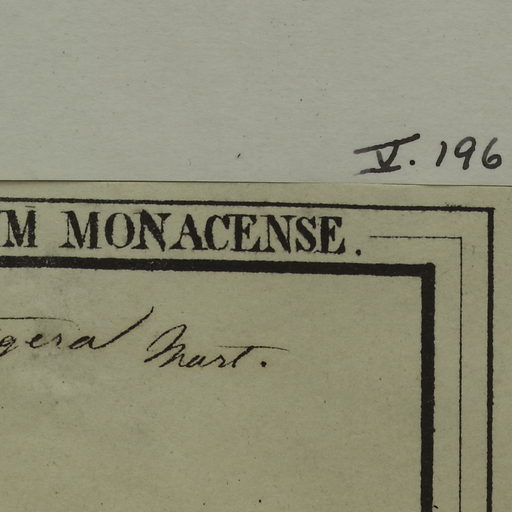 V. 196
M MONACENSE.
gera Mart.